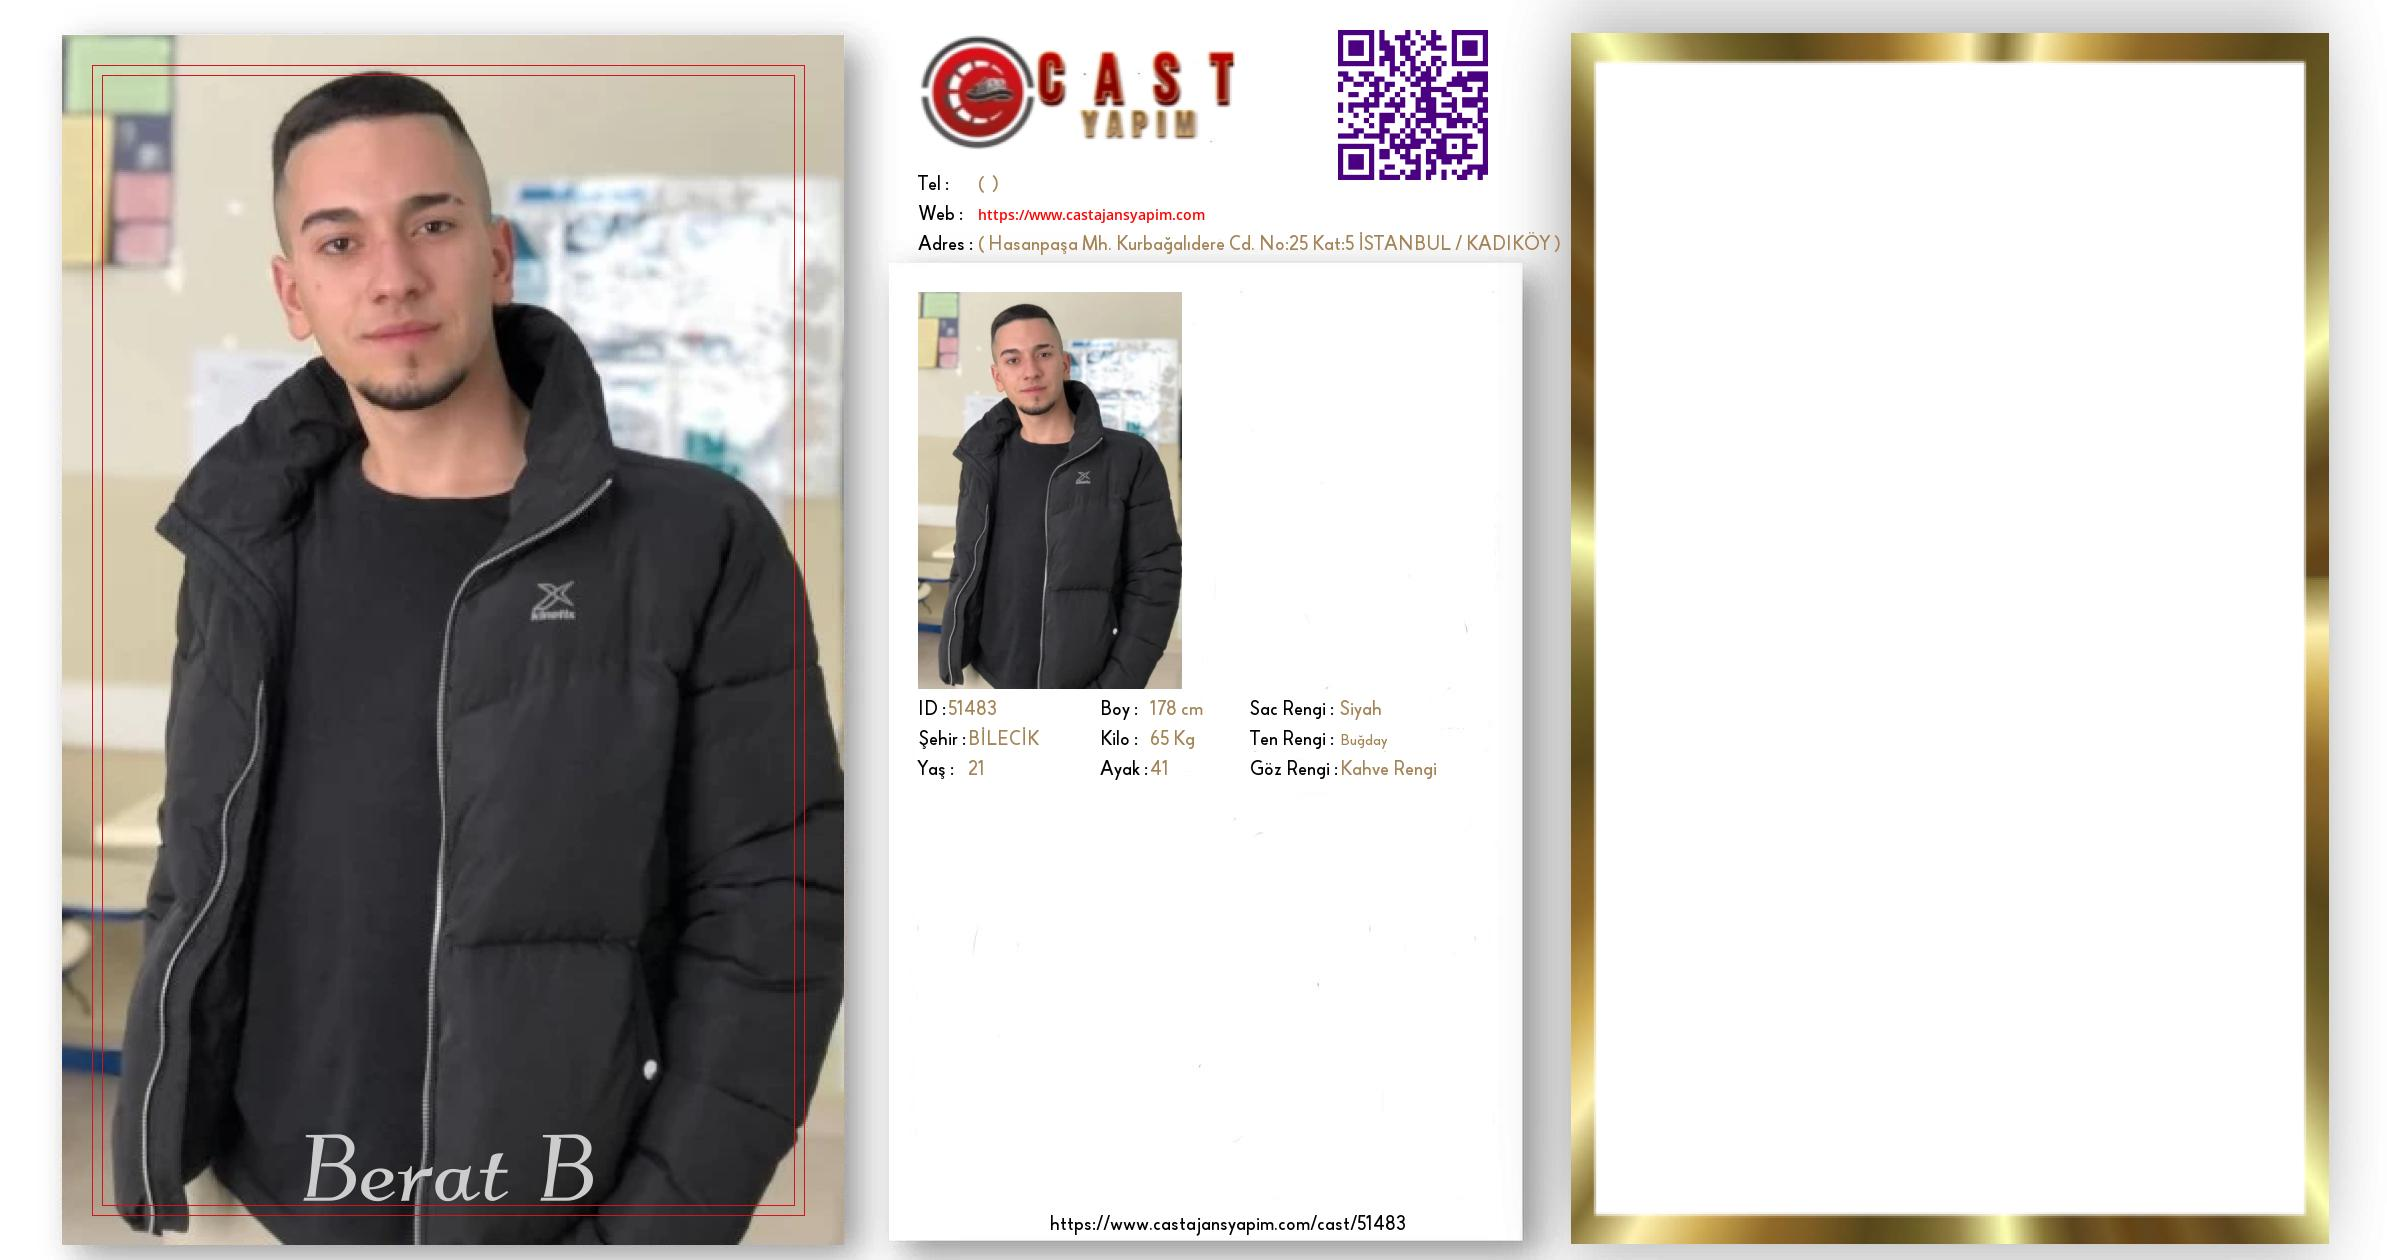 kinetix
Berat B
CAST
YAPIM
Tel : ( )
Web : https://www.castajansyapim.com
Adres : ( Hasanpaşa Mh. Kurbağalıdere Cd. No:25 Kat:5 İSTANBUL / KADIKÖY )
ID : 51483 Boy : 178 cm Sac Rengi : Siyah
Şehir : BİLECİK Kilo : 65 Kg Ten Rengi : Buğday
Yaş : 21 Ayak : 41 Göz Rengi : Kahve Rengi
https://www.castajansyapim.com/cast/51483